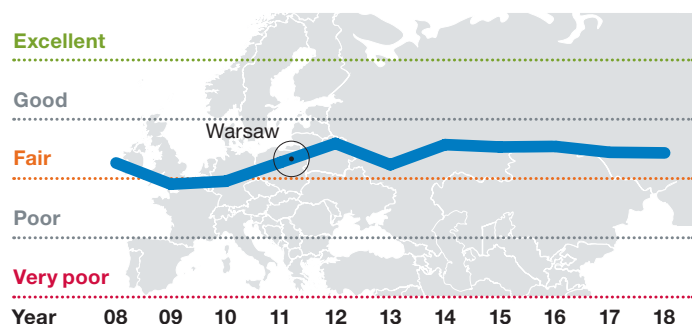 Excellent
Good
Warsaw
Fair
Poor
Very poor
Year 08 09 10 11 12 13 14 15 16 17 18